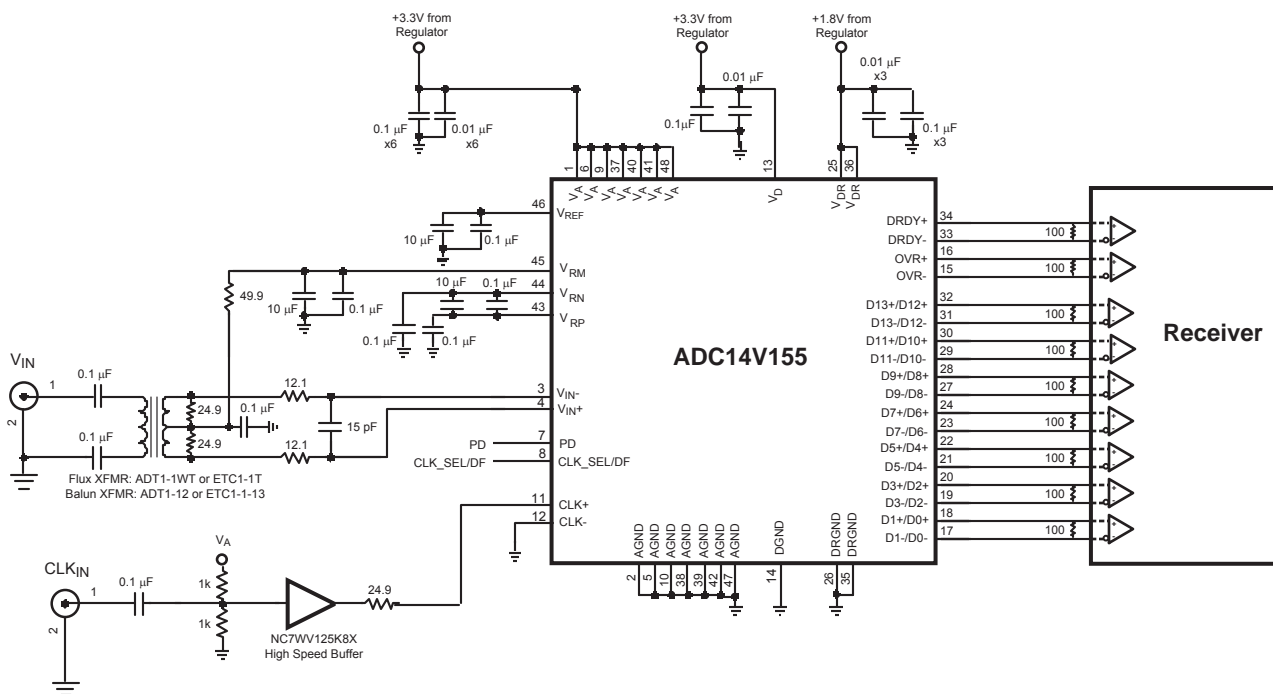 +3.3V from
Regulator
+3.3V from
Regulator
+1.8V from
Regulator
0.1 µF
x6
0.01 µF
x6
0.1µF
0.01 µF
0.01 µF
x3
0.1 µF
x3
1 6 9 37 40 41 48
VA VA VA VA VA VA VA
13
VD
25 36
VDR VDR
46 VREF
10 µF 0.1 µF
45 VRM
44 VRN
43 VRP
49.9
10 µF 0.1 µF
10 µF 0.1 µF
0.1 µF 0.1 µF
ADC14V155
VIN
1
2
0.1 µF
0.1 µF
24.9
24.9
0.1 µF
12.1
12.1
15 pF
3 VIN-
4 VIN+
PD 7 PD
CLK_SEL/DF 8 CLK_SEL/DF
Flux XFMR: ADT1-1WT or ETC1-1T
Balun XFMR: ADT1-12 or ETC1-1-13
11 CLK+
12 CLK-
CLKIN
1
2
0.1 µF
VA
1k
1k
24.9
NC7WV125K8X
High Speed Buffer
AGND AGND AGND AGND AGND AGND AGND
2 5 10 38 39 42 47
DGND
14
DRGND DRGND
26 35
DRDY+ 34
DRDY- 33
100
OVR+ 16
OVR- 15
100
D13+/D12+ 32
D13-/D12- 31
100
D11+/D10+ 30
D11-/D10- 29
100
D9+/D8+ 28
D9-/D8- 27
100
D7+/D6+ 24
D7-/D6- 23
100
D5+/D4+ 22
D5-/D4- 21
100
D3+/D2+ 20
D3-/D2- 19
100
D1+/D0+ 18
D1-/D0- 17
100
+
-
+
-
+
-
+
-
+
-
+
-
+
-
+
-
+
-
Receiver